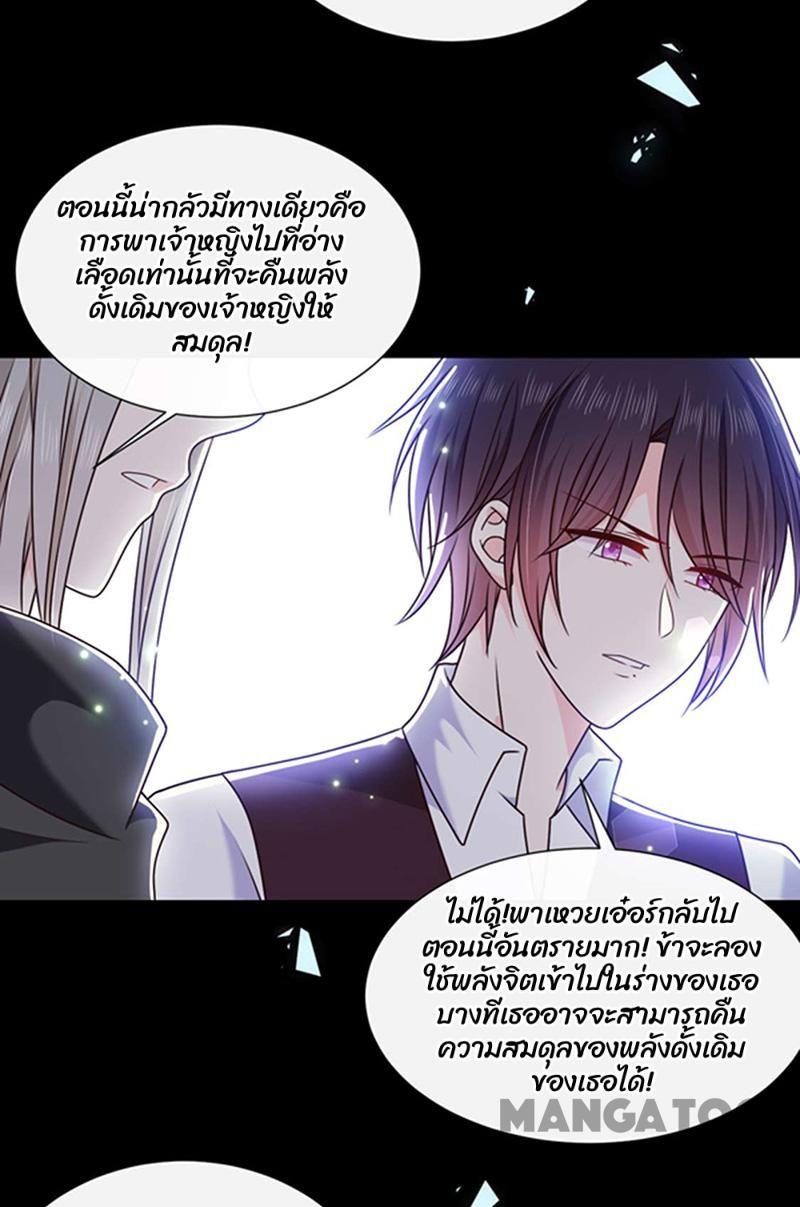 ตอนนี้น่ากลัวมีทางเดียวคือ
การพาเจ้าหญิงไปที่อ่าง
เลือดเท่านั้นที่จะคืนพลัง
ดั้งเดิมของเจ้าหญิงให้
สมดุล!
ไม่ได้!พาเหวยเอ๋อร์กลับไป
ตอนนี้อันตรายมาก! ข้าจะลอง
ใช้พลังจิตเข้าไปในร่างของเธอ
บางทีเธออาจจะสามารถคืน
ความสมดุลของพลังดั้งเดิม
ของเธอได้!